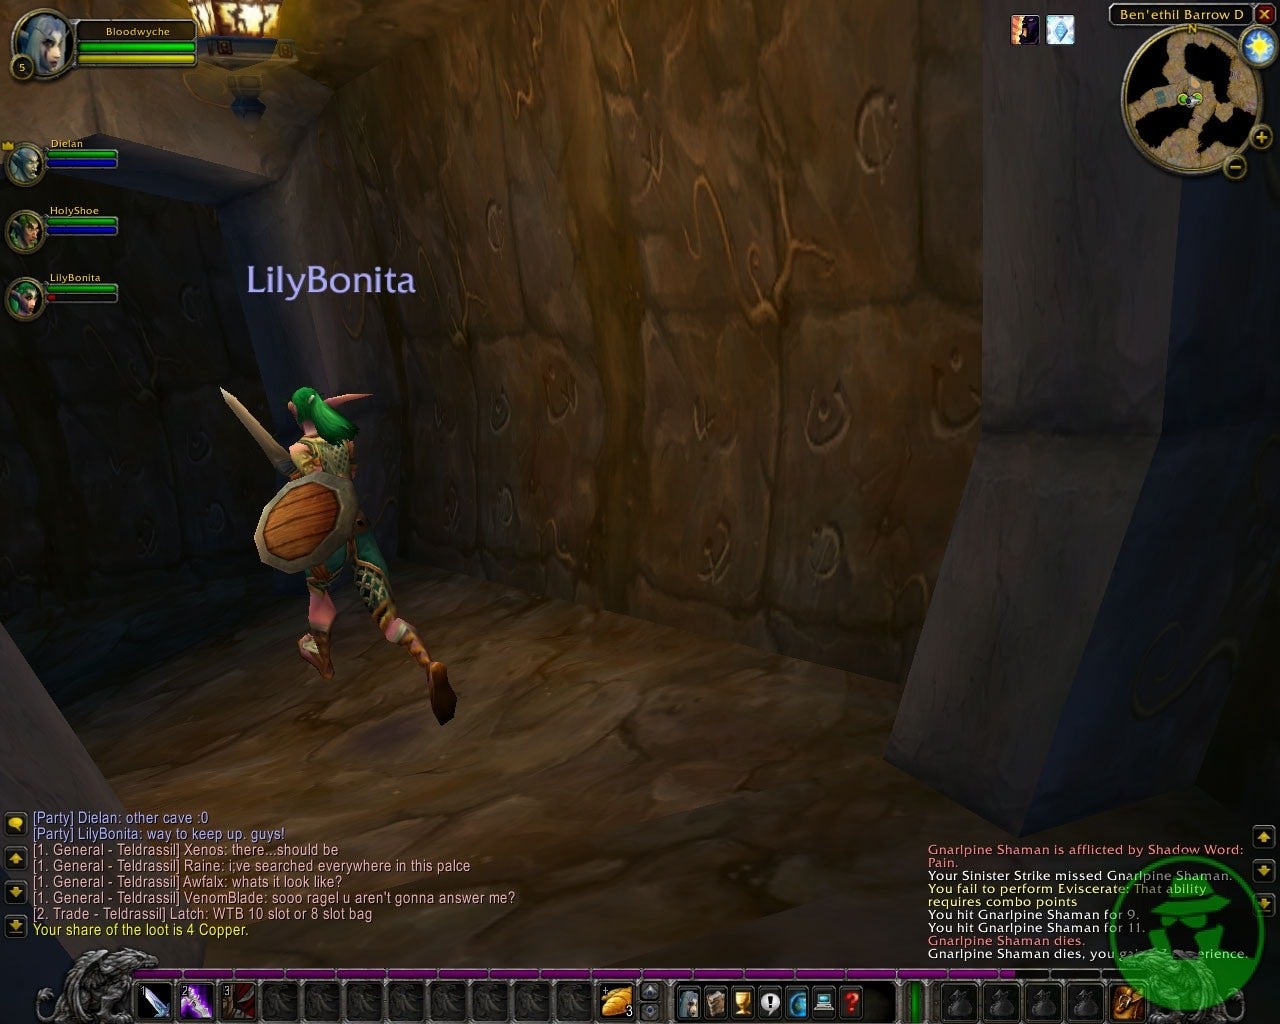 Bloodwyche
5
Dielan
HolyShoe
LilyBonita
Ben'ethil Barrow D
N
LilyBonita
[Party] Dielan: other cave :0
[Party] LilyBonita: way to keep up. guys!
[1. General - Teldrassil] Xenos: there...should be
[1. General - Teldrassil] Raine: i;ve searched everywhere in this palce
[1. General - Teldrassil] Awfalx: whats it look like?
[1. General - Teldrassil] VenomBlade: sooo ragel u aren't gonna answer me?
[2. Trade - Teldrassil] Latch: WTB 10 slot or 8 slot bag
Your share of the loot is 4 Copper.
Gnarlpine Shaman is afflicted by Shadow Word:
Pain.
Your Sinister Strike missed Gnarlpine Shaman.
You fail to perform Eviscerate: That ability
requires combo points
You hit Gnarlpine Shaman for 9.
You hit Gnarlpine Shaman for 11.
Gnarlpine Shaman dies.
Gnarlpine Shaman dies, you
1 2 3 + 3